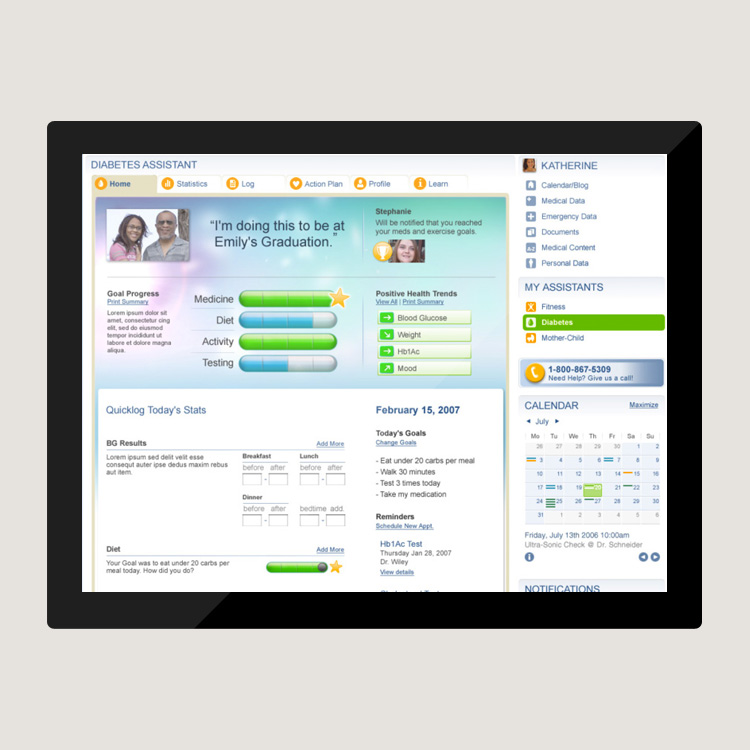 DIABETES ASSISTANT
Home
Statistics
Log
Action Plan
Profile
Learn
"I'm doing this to be at
Emily's Graduation."
Stephanie
Will be notified that you reached
your meds and exercise goals.
Goal Progress
Print Summary
Lorem ipsum dolor sit
amet, consectetur cing
elit, sed do eiusmod
tempor incididunt ut
labore et dolore magna
aliqua.
Medicine
Diet
Activity
Testing
Positive Health Trends
View All | Print Summary
Blood Glucose
Weight
Hb1Ac
Mood
Quicklog Today's Stats
BG Results
Add More
Lorem ipsum sed delit velit esse
consequt auter ipse dedus maxim rebus
aut item.
Breakfast
before after
Lunch
before after
Dinner
before after
bedtime add.
Diet
Add More
Your Goal was to eat under 20 carbs per
meal today. How did you do?
February 15, 2007
Today's Goals
Change Goals
- Eat under 20 carbs per meal
- Walk 30 minutes
- Test 3 times today
- Take my medication
Reminders
Schedule New Appt.
Hb1Ac Test
Thursday Jan 28, 2007
Dr. Wiley
View details
KATHERINE
Calendar/Blog
Medical Data
Emergency Data
Documents
Medical Content
Personal Data
MY ASSISTANTS
Fitness
Diabetes
Mother-Child
1-800-867-5309
Need Help? Give us a call!
CALENDAR
Maximize
July
Mo Tu We Th Fr Sa Su
26 27 28 29 30 1 2
3 4 5 6 7 8 9
10 11 12 13 14 15 16
17 18 19 20 21 22 23
24 25 26 27 28 29 30
31 1 2 3 4 5 6
Friday, July 13th 2006 10:00am
Ultra-Sonic Check @ Dr. Schneider
NOTIFICATIONS